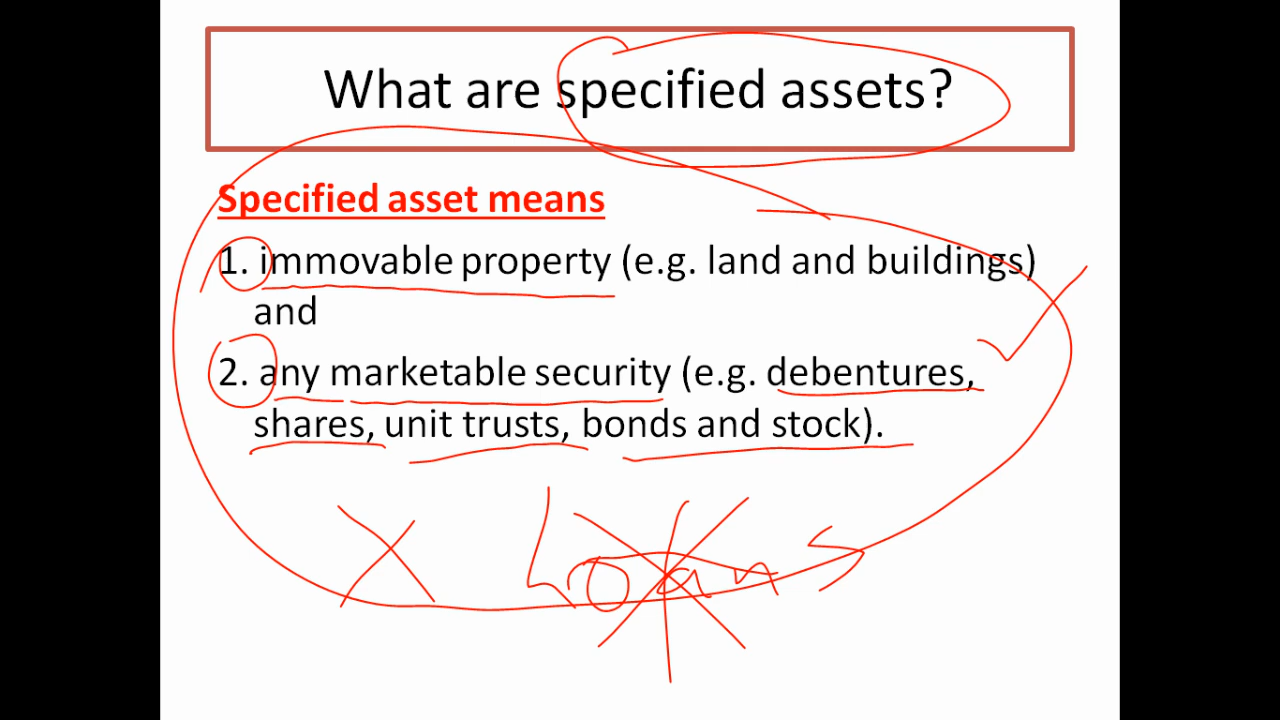 What are specified assets?
Specified asset means
1. immovable property (e.g. land and buildings)
and
2. any marketable security (e.g. debentures,
shares, unit trusts, bonds and stock).
X Loans